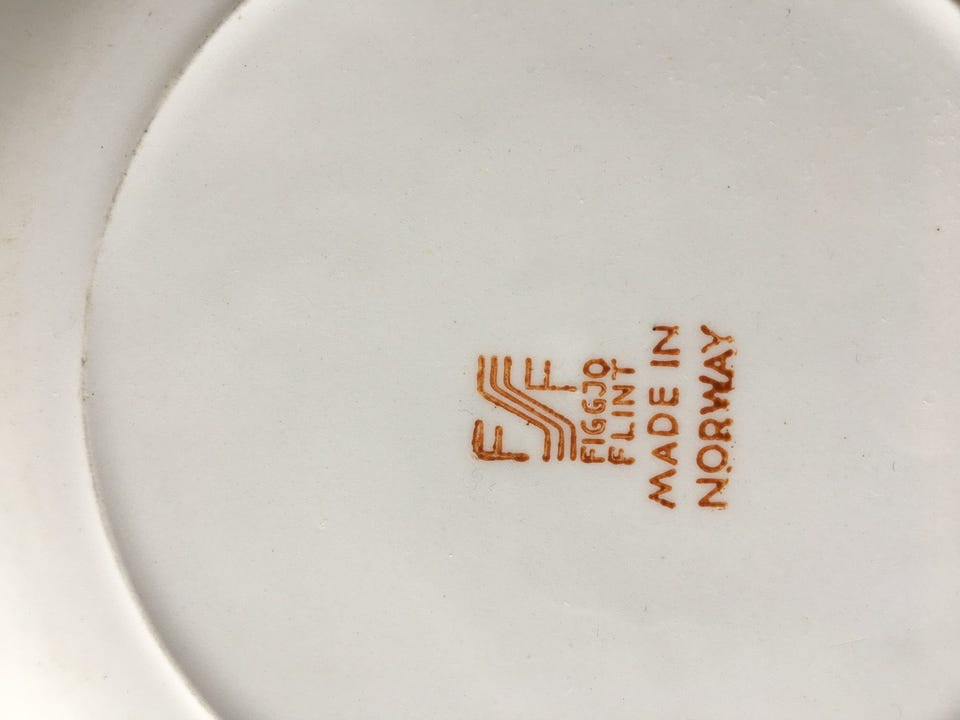 F F
FIGGJO
FLINT
MADE IN
NORWAY